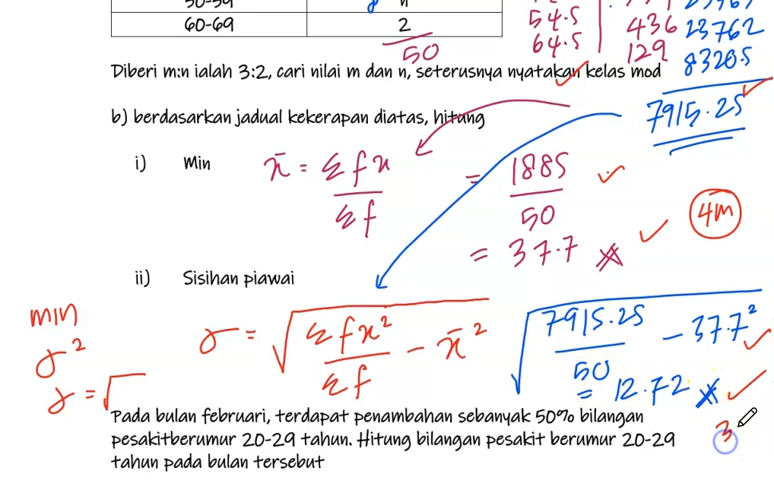 8 n
60-69 2
50
54.5 436 23762
64.5 129 8320.5
Diberi m:n ialah 3:2, cari nilai m dan n, seterusnya nyatakan kelas mod
7915.25
b) berdasarkan jadual kekerapan diatas, hitung
i) Min x̄ = Σfx / Σf = 1885 / 50
4m
= 37.7
ii) Sisihan piawai
min
σ²
σ = √
σ = √(Σfx² / Σf - x̄²) √(7915.25 / 50 - 37.7²)
= 12.72
Pada bulan februari, terdapat penambahan sebanyak 50% bilangan
pesakitberumur 20-29 tahun. Hitung bilangan pesakit berumur 20-29
tahun pada bulan tersebut
3